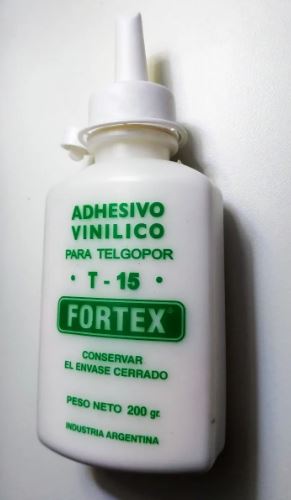 ADHESIVO
VINILICO
PARA TELGOPOR
• T - 15 •
FORTEX®
CONSERVAR
EL ENVASE CERRADO
PESO NETO 200 gr.
INDUSTRIA ARGENTINA